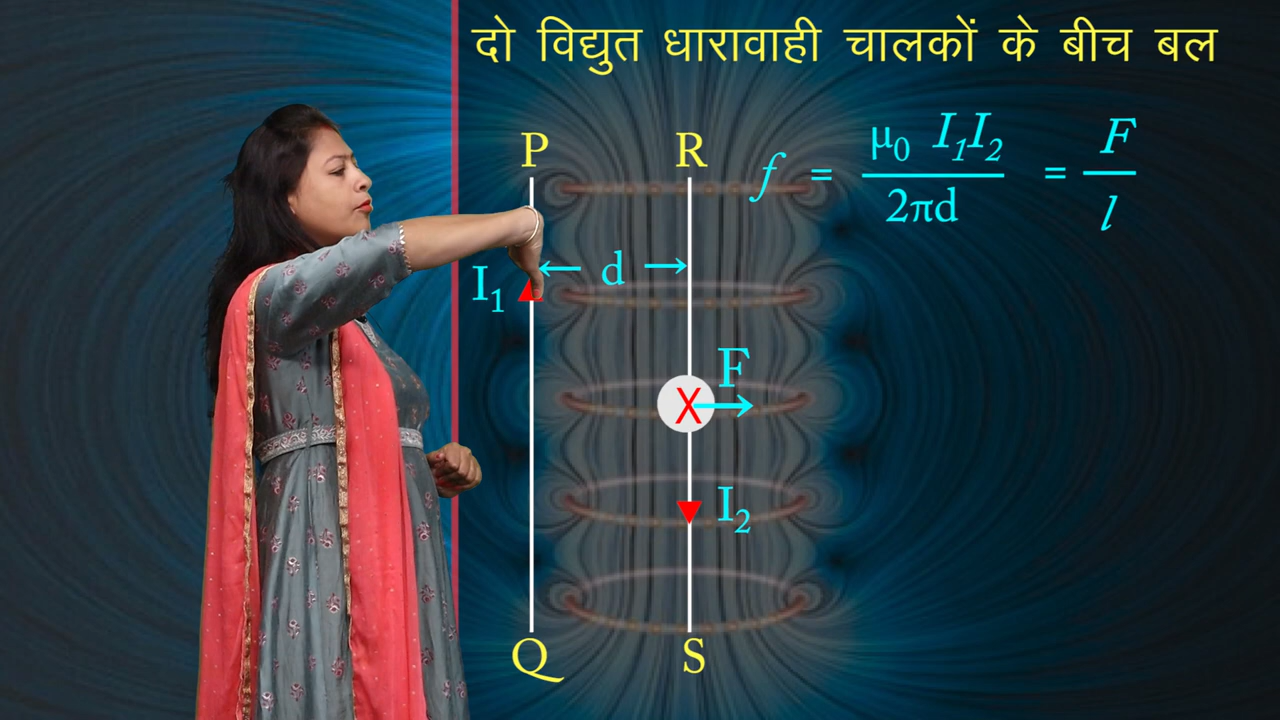 दो विद्युत धारावाही चालकों के बीच बल
P R
f = μ₀ I₁I₂ / 2πd = F / l
← d →
I₁
F
X
I₂
Q S